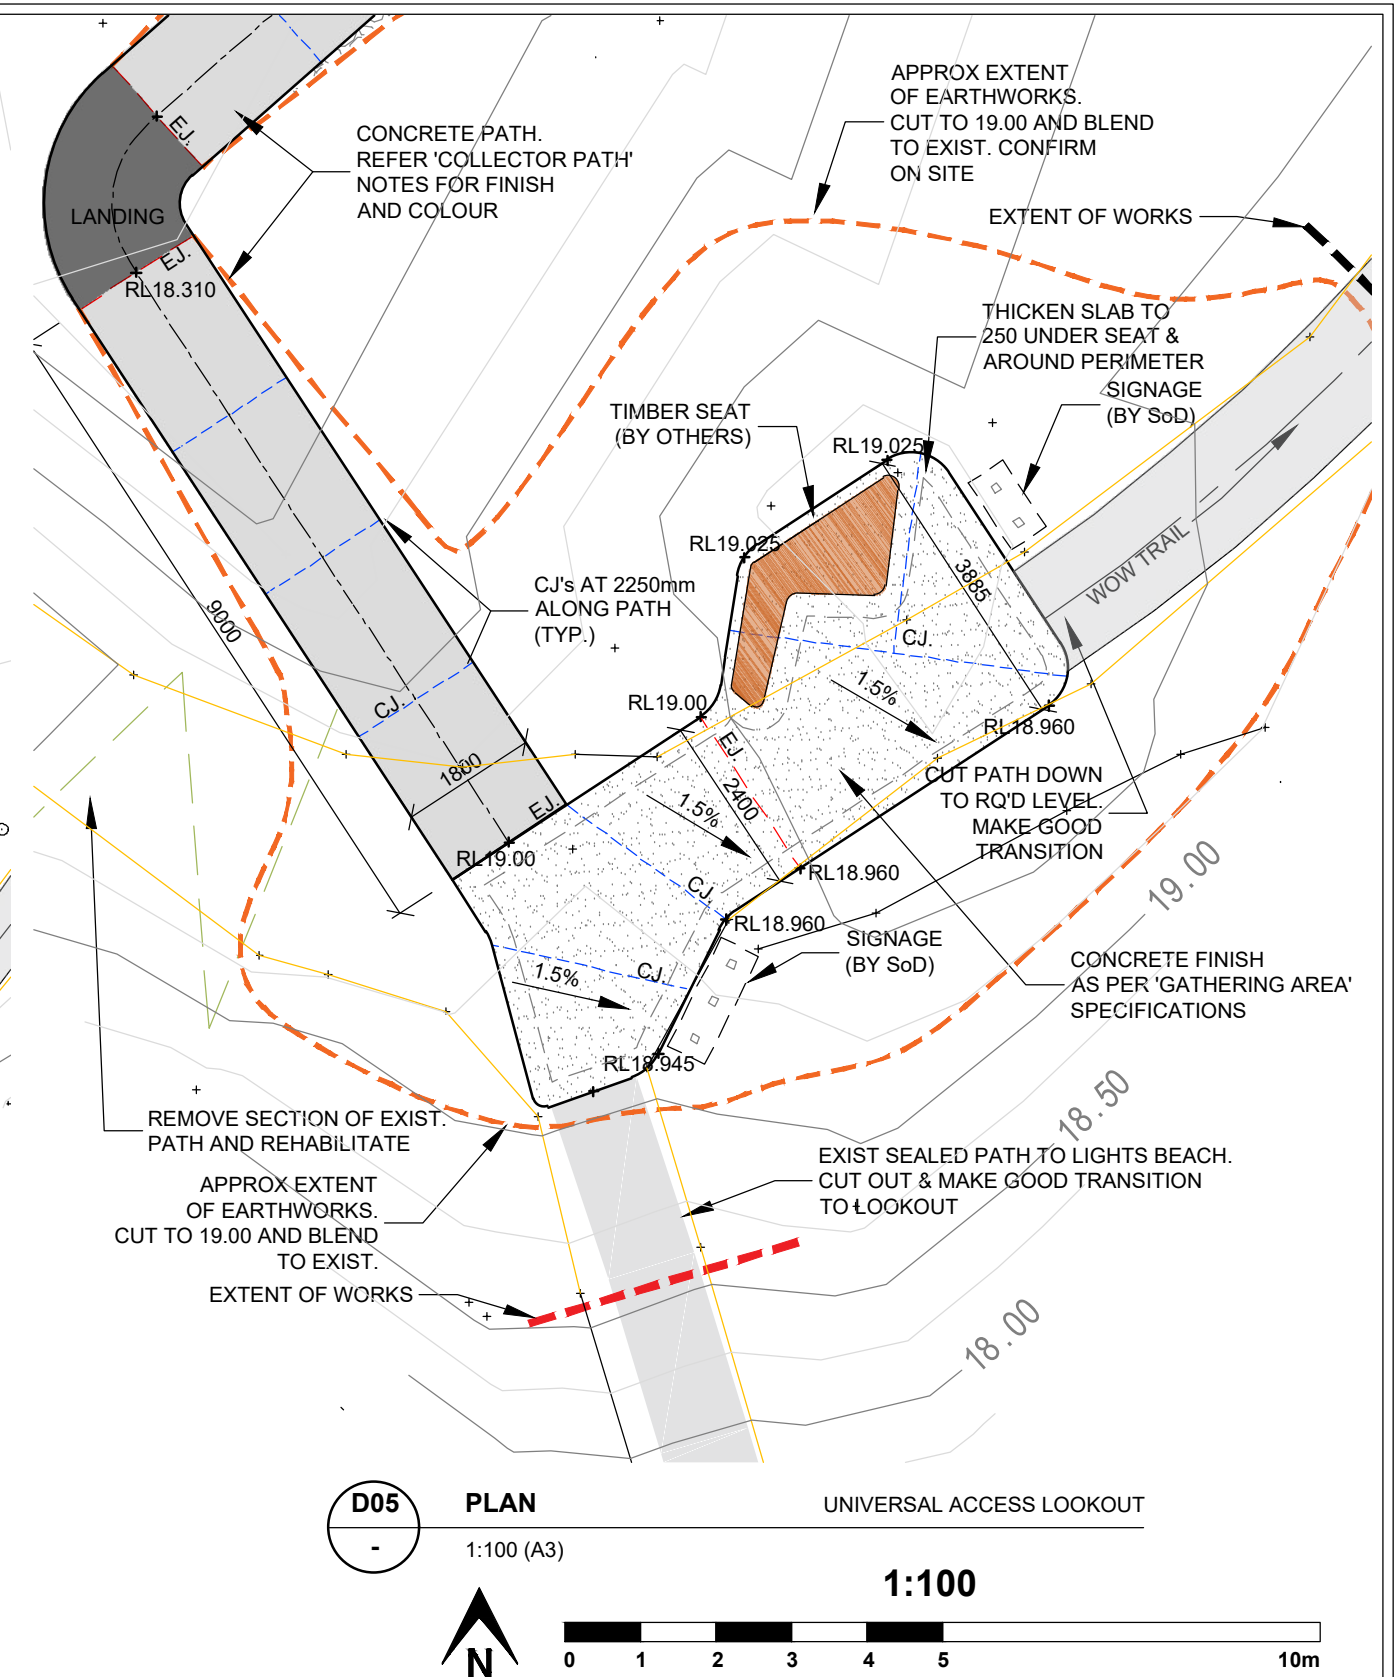 APPROX EXTENT
OF EARTHWORKS.
CUT TO 19.00 AND BLEND
TO EXIST. CONFIRM
ON SITE
EJ.
CONCRETE PATH.
REFER 'COLLECTOR PATH'
NOTES FOR FINISH
AND COLOUR
LANDING
EXTENT OF WORKS
EJ.
RL18.310
THICKEN SLAB TO
250 UNDER SEAT &
AROUND PERIMETER
SIGNAGE
(BY SoD)
TIMBER SEAT
(BY OTHERS)
RL19.025
RL19.025
WOW TRAIL
3885
CJ's AT 2250mm
ALONG PATH
(TYP.)
9000
CJ.
CJ.
1.5%
RL19.00
RL18.960
EJ.
1800
2400
1.5%
EJ.
CUT PATH DOWN
TO RQ'D LEVEL.
MAKE GOOD
TRANSITION
RL19.00
RL18.960
19.00
CJ.
RL18.960
SIGNAGE
(BY SoD)
CJ.
1.5%
CONCRETE FINISH
AS PER 'GATHERING AREA'
SPECIFICATIONS
RL18.945
18.50
REMOVE SECTION OF EXIST.
PATH AND REHABILITATE
EXIST SEALED PATH TO LIGHTS BEACH.
CUT OUT & MAKE GOOD TRANSITION
TO LOOKOUT
APPROX EXTENT
OF EARTHWORKS.
CUT TO 19.00 AND BLEND
TO EXIST.
EXTENT OF WORKS
18.00
D05
-
PLAN
UNIVERSAL ACCESS LOOKOUT
1:100 (A3)
1:100
N
0 1 2 3 4 5 10m